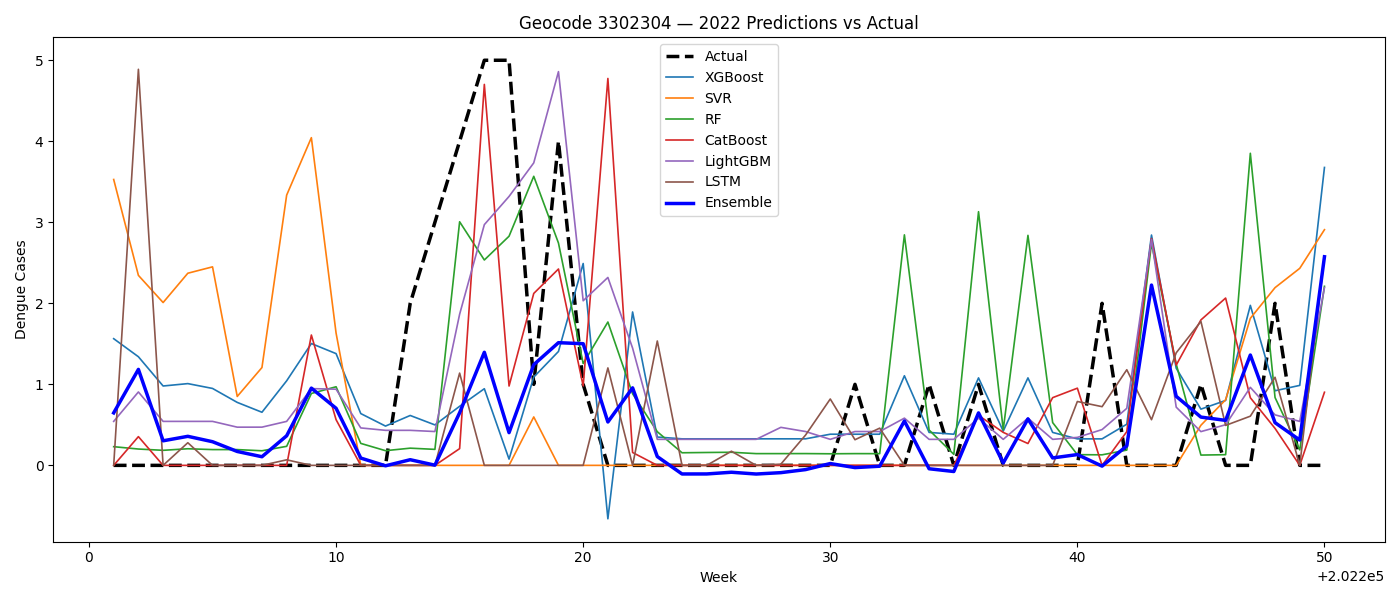 Geocode 3302304 — 2022 Predictions vs Actual
Dengue Cases
5
4
3
2
1
0
Actual
XGBoost
SVR
RF
CatBoost
LightGBM
LSTM
Ensemble
0
10
20
30
40
50
Week
+2.022e5